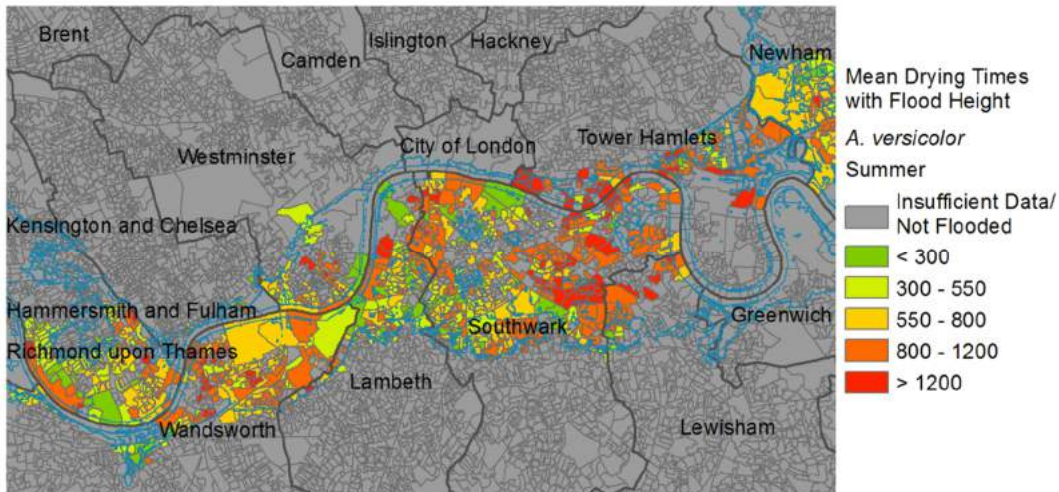 Brent
Islington
Hackney
Camden
Newham
Westminster
City of London
Tower Hamlets
Kensington and Chelsea
Hammersmith and Fulham
Richmond upon Thames
Southwark
Greenwich
Lambeth
Wandsworth
Lewisham
Mean Drying Times
with Flood Height
A. versicolor
Summer
Insufficient Data/
Not Flooded
< 300
300 - 550
550 - 800
800 - 1200
> 1200